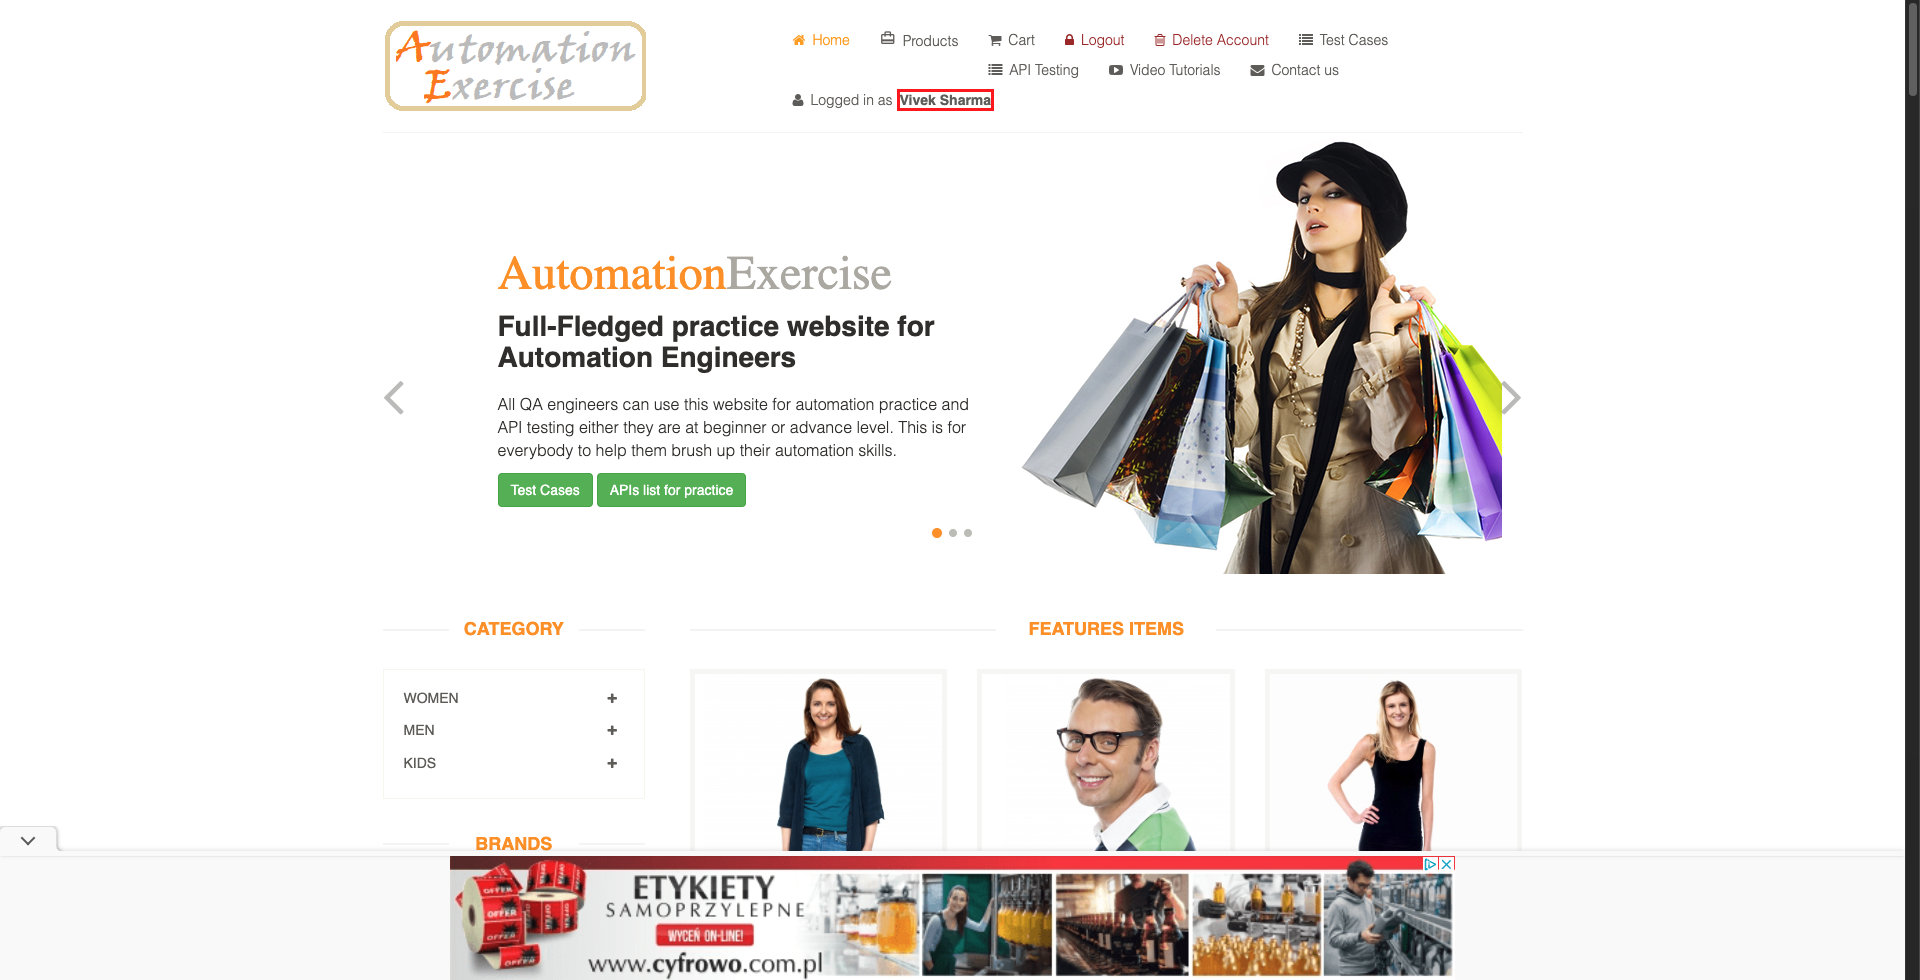 Automation
Exercise
Home
Products
Cart
Logout
Delete Account
Test Cases
API Testing
Video Tutorials
Contact us
Logged in as Vivek Sharma
AutomationExercise
Full-Fledged practice website for
Automation Engineers
All QA engineers can use this website for automation practice and
API testing either they are at beginner or advance level. This is for
everybody to help them brush up their automation skills.
Test Cases
APIs list for practice
CATEGORY
WOMEN
MEN
KIDS
BRANDS
FEATURES ITEMS
OFFER
OFFER
OFFER
OFFER
ETYKIETY
SAMOPRZYLEPNE
WYCEŃ ON-LINE!
www.cyfrowo.com.pl